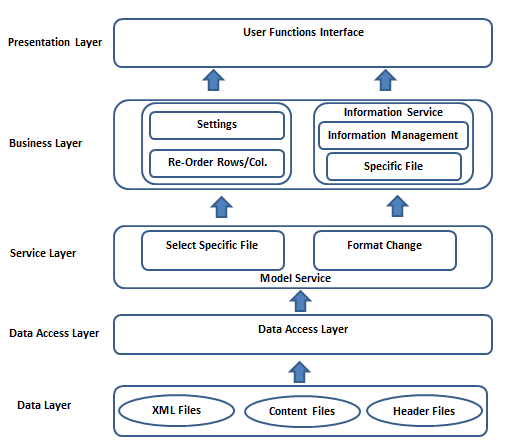 User Functions Interface
Presentation Layer
Information Service
Settings
Information Management
Business Layer
Re-Order Rows/Col.
Specific File
Select Specific File
Format Change
Service Layer
Model Service
Data Access Layer
Data Access Layer
XML Files
Content Files
Header Files
Data Layer